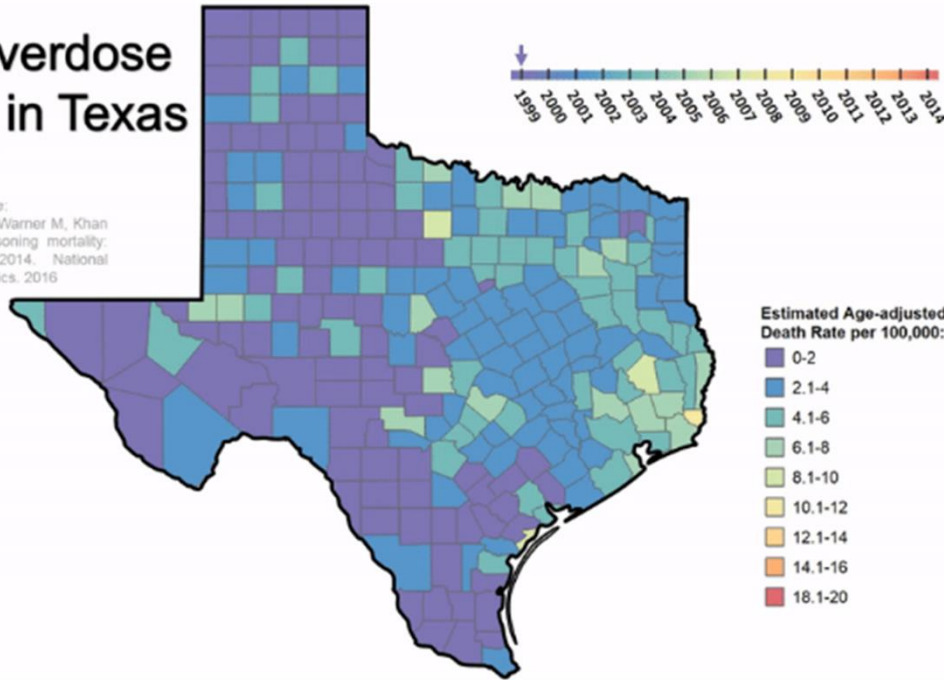 verdose
in Texas
e:
Warner M, Khan
soning mortality:
2014. National
ics. 2016
1999 2000 2001 2002 2003 2004 2005 2006 2007 2008 2009 2010 2011 2012 2013 2014
Estimated Age-adjusted
Death Rate per 100,000:
0-2
2.1-4
4.1-6
6.1-8
8.1-10
10.1-12
12.1-14
14.1-16
18.1-20